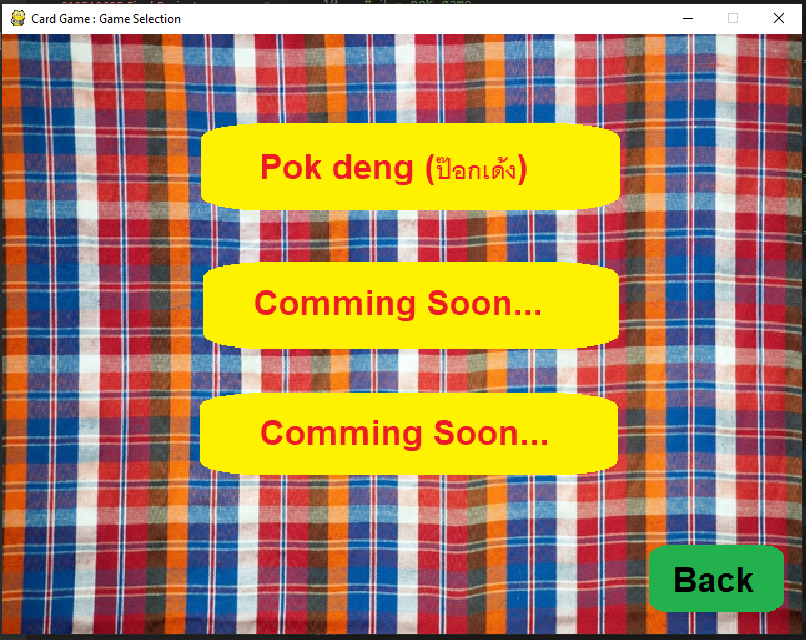 Card Game : Game Selection
Pok deng (ป๊อกเด้ง)
Comming Soon...
Comming Soon...
Back